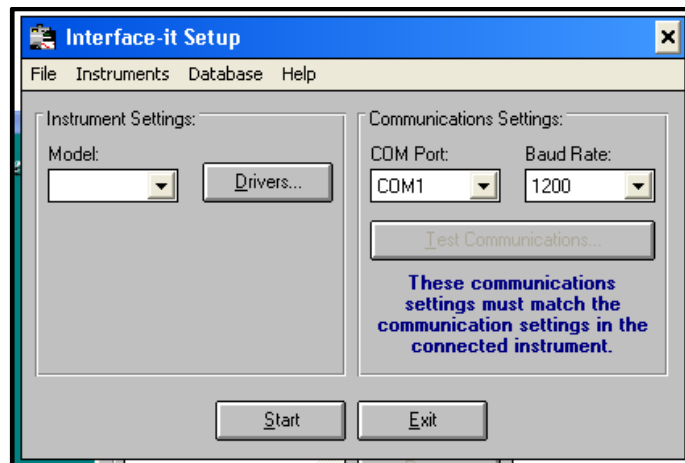 Interface-it Setup
File Instruments Database Help
Instrument Settings:
Model:
Drivers...
Communications Settings:
COM Port: Baud Rate:
COM1 1200
Test Communications...
These communications
settings must match the
communication settings in the
connected instrument.
Start Exit